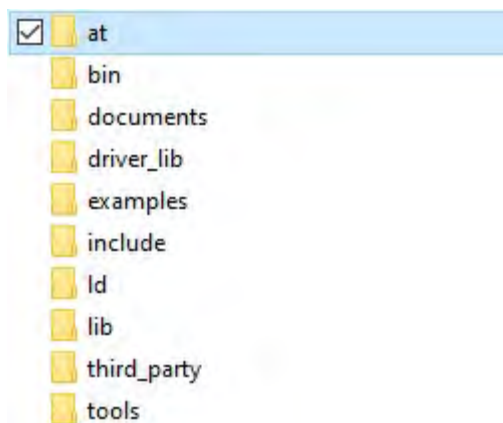 at
bin
documents
driver_lib
examples
include
ld
lib
third_party
tools